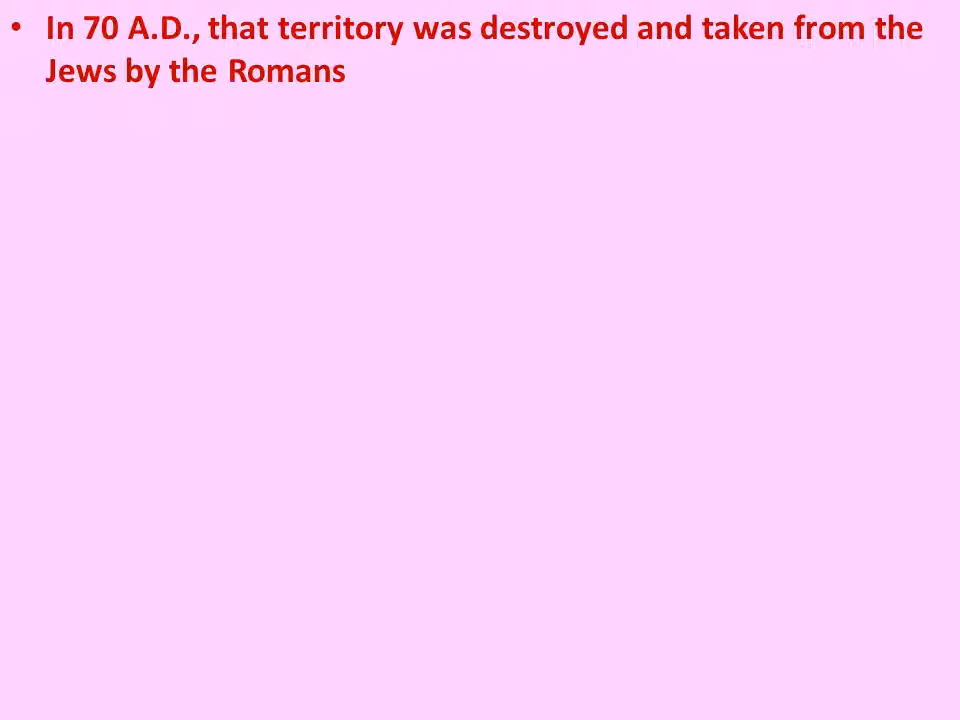 • In 70 A.D., that territory was destroyed and taken from the
Jews by the Romans